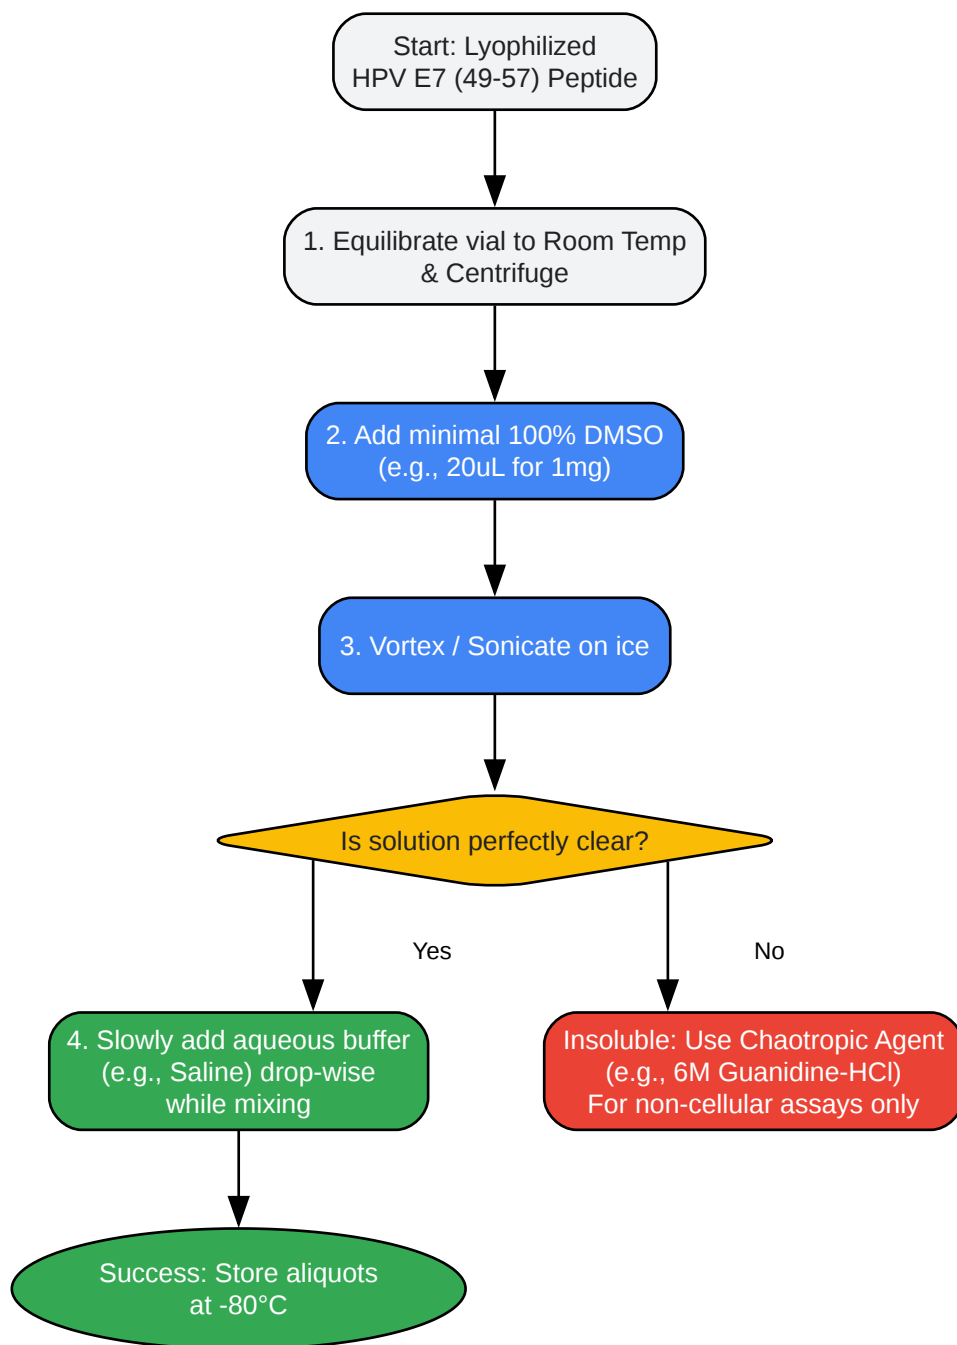 Start: Lyophilized
HPV E7 (49-57) Peptide
1. Equilibrate vial to Room Temp
& Centrifuge
2. Add minimal 100% DMSO
(e.g., 20uL for 1mg)
3. Vortex / Sonicate on ice
Is solution perfectly clear?
Yes
No
4. Slowly add aqueous buffer
(e.g., Saline) drop-wise
while mixing
Insoluble: Use Chaotropic Agent
(e.g., 6M Guanidine-HCl)
For non-cellular assays only
Success: Store aliquots
at -80°C